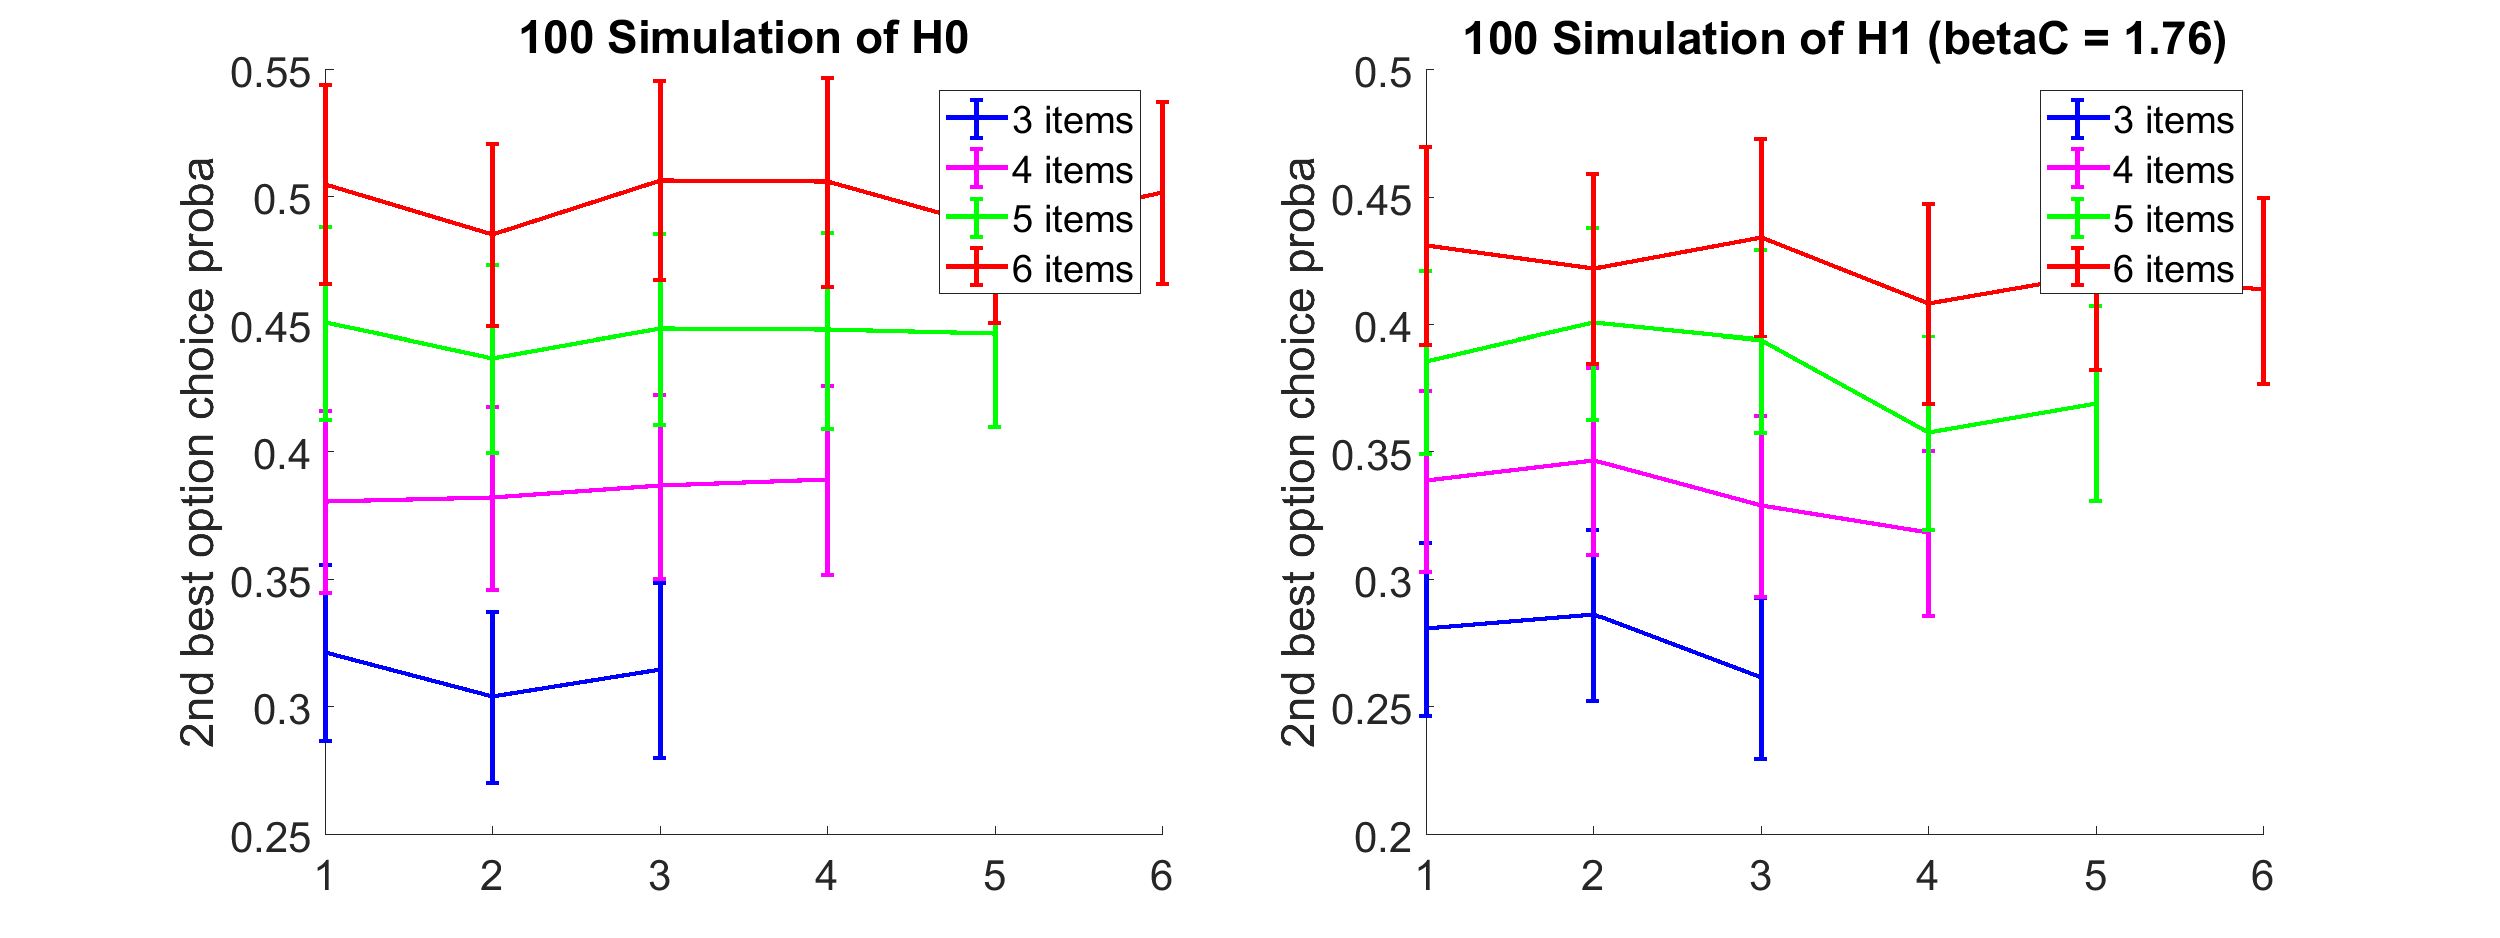 100 Simulation of H0
2nd best option choice proba
0.55
0.5
0.45
0.4
0.35
0.3
0.25
1 2 3 4 5 6
3 items
4 items
5 items
6 items
100 Simulation of H1 (betaC = 1.76)
2nd best option choice proba
0.5
0.45
0.4
0.35
0.3
0.25
0.2
1 2 3 4 5 6
3 items
4 items
5 items
6 items